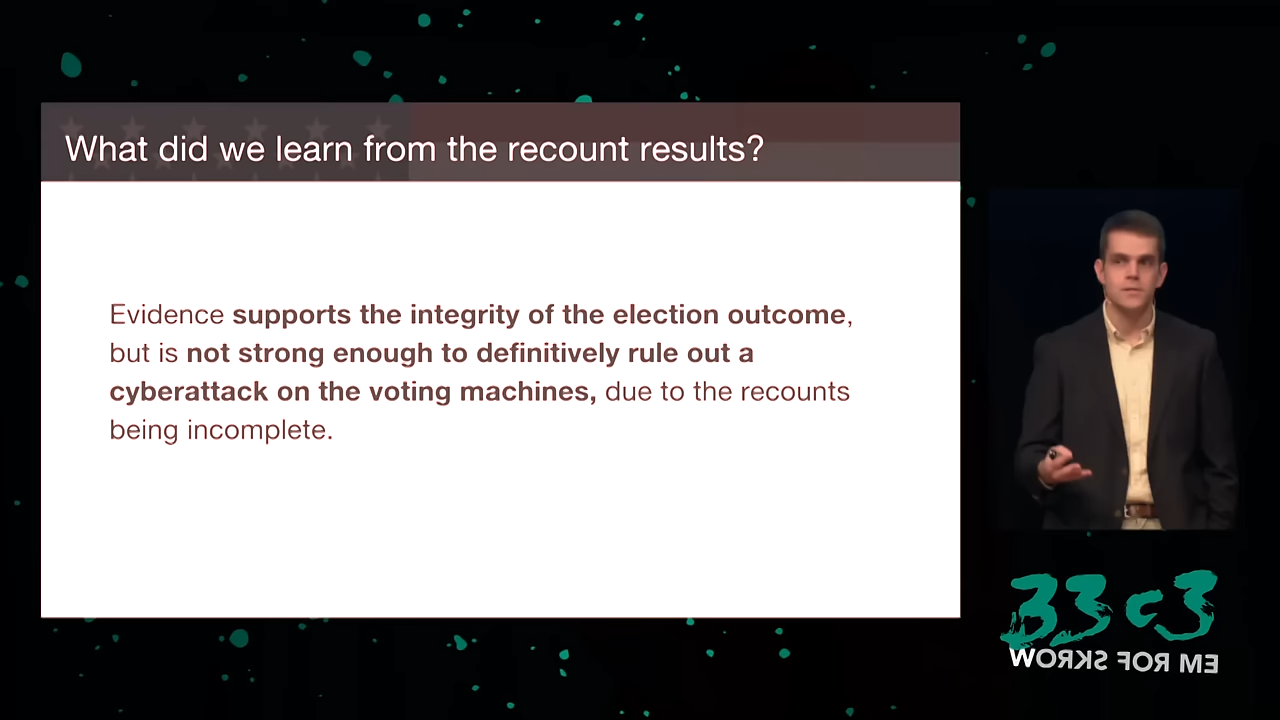 What did we learn from the recount results?
Evidence supports the integrity of the election outcome,
but is not strong enough to definitively rule out a
cyberattack on the voting machines, due to the recounts
being incomplete.
33c3
WORKS FOR ME